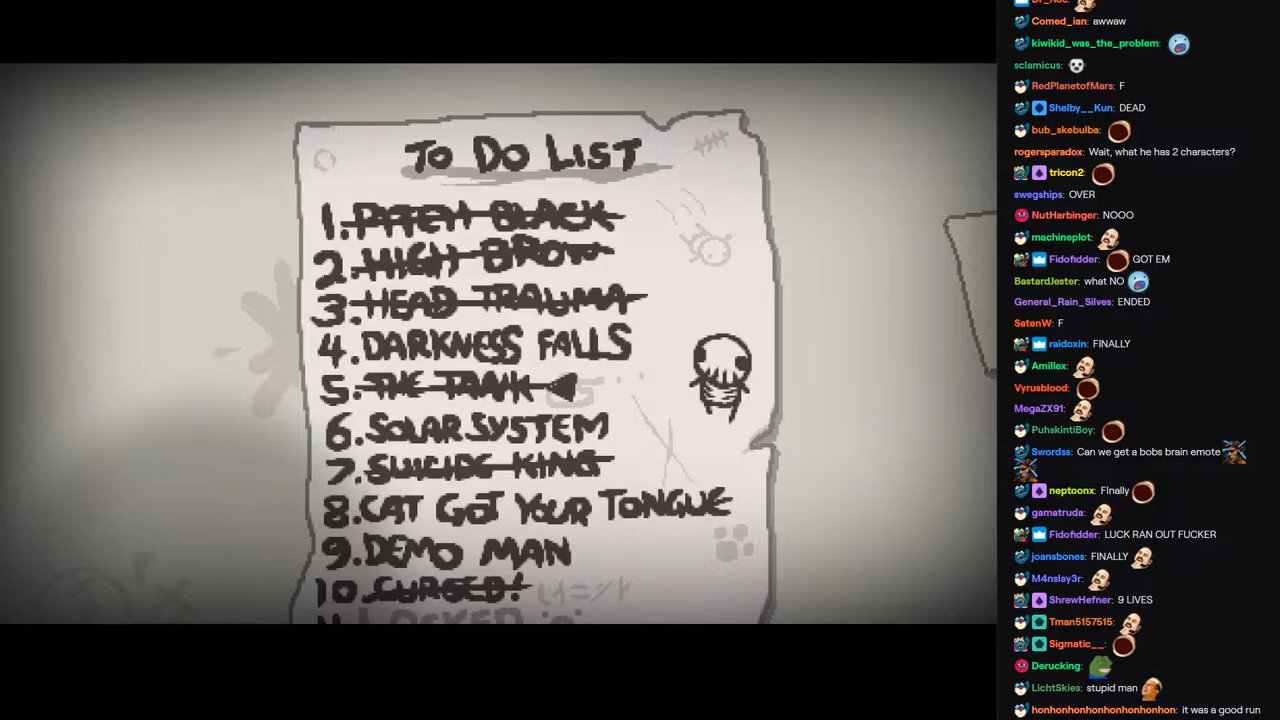 TO DO LIST
1. PITCH BLACK
2. HIGH BROW
3. HEAD TRAUMA
4. DARKNESS FALLS
5. THE TANK
6. SOLAR SYSTEM
7. SUICIDE KING
8. CAT GOT YOUR TONGUE
9. DEMO MAN
10. CURSED!
Comed_ian: awwaw
kiwikid_was_the_problem:
sclamicus:
RedPlanetofMars: F
Shelby__Kun: DEAD
bub_skebulba:
rogersparadox: Wait, what he has 2 characters?
tricon2:
swegships: OVER
NutHarbinger: NOOO
machineplot:
Fidofidder: GOT EM
BastardJester: what NO
General_Rain_Silves: ENDED
SatenW: F
raidoxin: FINALLY
Amillex:
Vyrusblood:
MegaZX91:
PuhskintiBoy:
Swordss: Can we get a bobs brain emote
neptoonx: FInally
gamatruda:
Fidofidder: LUCK RAN OUT FUCKER
joansbones: FINALLY
M4nslay3r:
ShrewHefner: 9 LIVES
Tman5157515:
Sigmatic__:
Derucking:
LichtSkies: stupid man
honhonhonhonhonhonhonhon: it was a good run